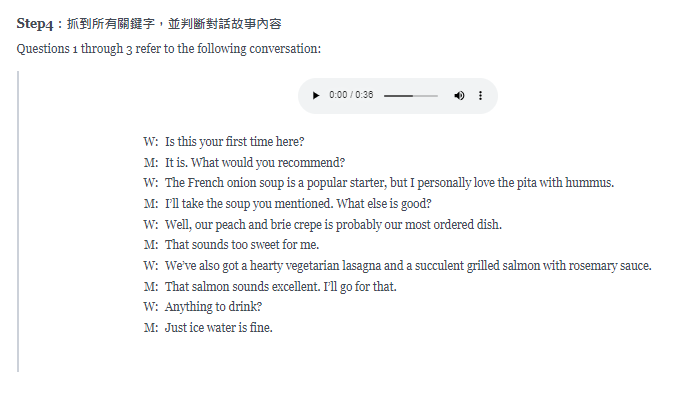 Step4：抓到所有關鍵字，並判斷對話故事內容
Questions 1 through 3 refer to the following conversation:
0:00 / 0:36
W: Is this your first time here?
M: It is. What would you recommend?
W: The French onion soup is a popular starter, but I personally love the pita with hummus.
M: I'll take the soup you mentioned. What else is good?
W: Well, our peach and brie crepe is probably our most ordered dish.
M: That sounds too sweet for me.
W: We've also got a hearty vegetarian lasagna and a succulent grilled salmon with rosemary sauce.
M: That salmon sounds excellent. I'll go for that.
W: Anything to drink?
M: Just ice water is fine.